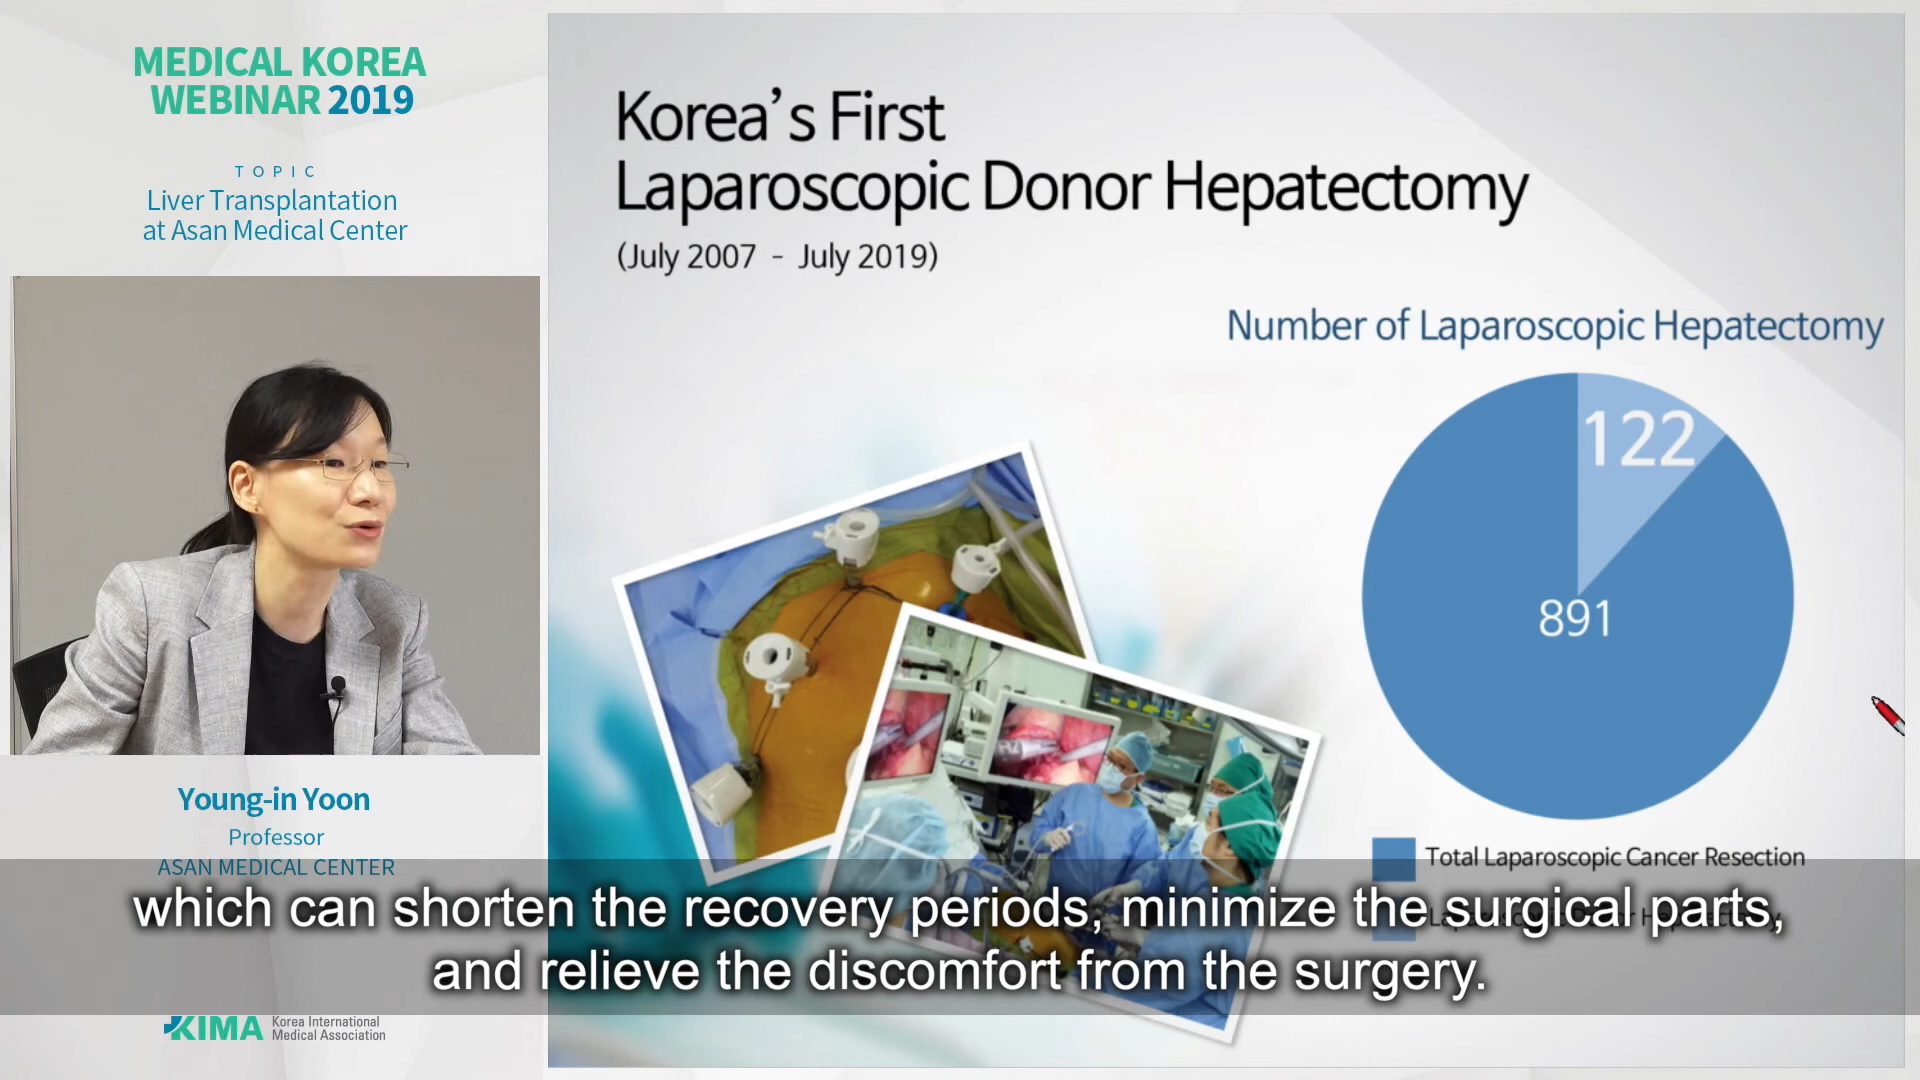 MEDICAL KOREA
WEBINAR 2019
TOPIC
Liver Transplantation
at Asan Medical Center
Young-in Yoon
Professor
ASAN MEDICAL CENTER
KIMA Korea International
Medical Association
Korea's First
Laparoscopic Donor Hepatectomy
(July 2007 - July 2019)
Number of Laparoscopic Hepatectomy
122
891
Total Laparoscopic Cancer Resection
Laparoscopic Donor Hepatectomy
which can shorten the recovery periods, minimize the surgical parts,
and relieve the discomfort from the surgery.